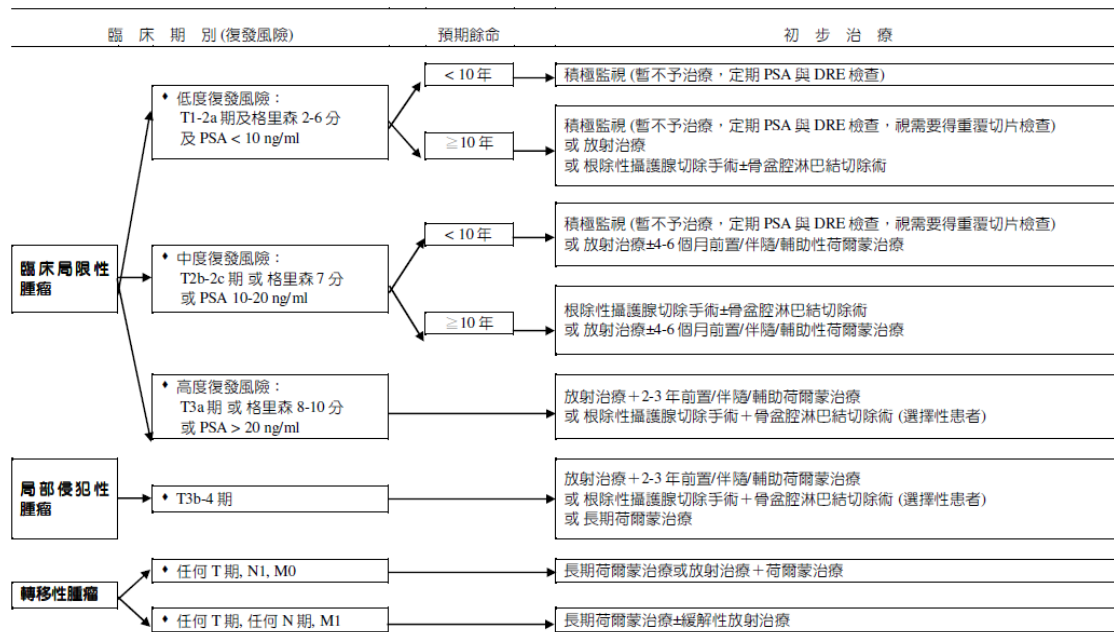 臨 床 期 別 (復發風險)
預期餘命
初 步 治 療
臨床局限性
腫瘤
♦ 低度復發風險：
T1-2a 期及格里森 2-6 分
及 PSA < 10 ng/ml
< 10 年
積極監視 (暫不予治療，定期 PSA 與 DRE 檢查)
≧10 年
積極監視 (暫不予治療，定期 PSA 與 DRE 檢查，視需要得重覆切片檢查)
或 放射治療
或 根除性攝護腺切除手術±骨盆腔淋巴結切除術
♦ 中度復發風險：
T2b-2c 期 或 格里森 7 分
或 PSA 10-20 ng/ml
< 10 年
積極監視 (暫不予治療，定期 PSA 與 DRE 檢查，視需要得重覆切片檢查)
或 放射治療±4-6 個月前置/伴隨/輔助性荷爾蒙治療
≧10 年
根除性攝護腺切除手術±骨盆腔淋巴結切除術
或 放射治療±4-6 個月前置/伴隨/輔助性荷爾蒙治療
♦ 高度復發風險：
T3a 期 或 格里森 8-10 分
或 PSA > 20 ng/ml
放射治療＋2-3 年前置/伴隨/輔助荷爾蒙治療
或 根除性攝護腺切除手術＋骨盆腔淋巴結切除術 (選擇性患者)
局部侵犯性
腫瘤
♦ T3b-4 期
放射治療＋2-3 年前置/伴隨/輔助荷爾蒙治療
或 根除性攝護腺切除手術＋骨盆腔淋巴結切除術 (選擇性患者)
或 長期荷爾蒙治療
轉移性腫瘤
♦ 任何 T 期, N1, M0
長期荷爾蒙治療或放射治療＋荷爾蒙治療
♦ 任何 T 期, 任何 N 期, M1
長期荷爾蒙治療±緩解性放射治療